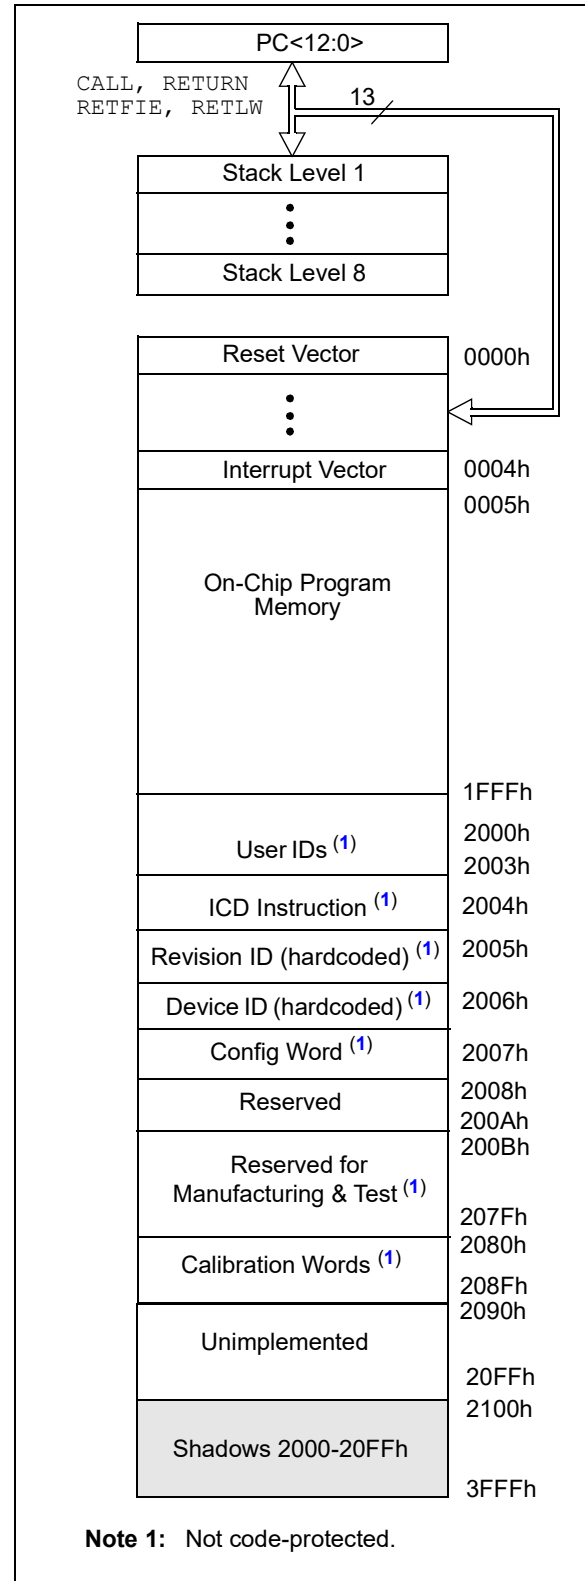 PC<12:0>
CALL, RETURN
RETFIE, RETLW
13
Stack Level 1
Stack Level 8
Reset Vector
0000h
Interrupt Vector
0004h
0005h
On-Chip Program
Memory
1FFFh
2000h
User IDs (1)
2003h
ICD Instruction (1)
2004h
Revision ID (hardcoded) (1)
2005h
Device ID (hardcoded) (1)
2006h
Config Word (1)
2007h
2008h
Reserved
200Ah
200Bh
Reserved for
Manufacturing & Test (1)
207Fh
2080h
Calibration Words (1)
208Fh
2090h
Unimplemented
20FFh
2100h
Shadows 2000-20FFh
3FFFh
Note 1: Not code-protected.